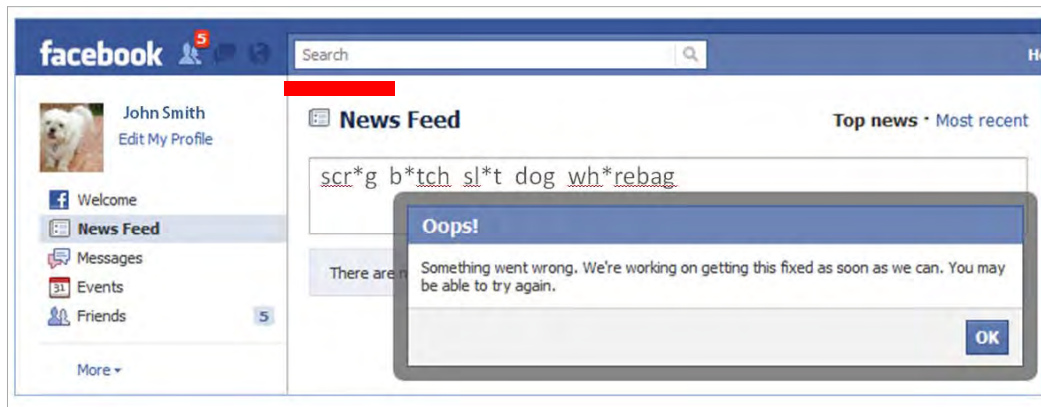 facebook 5 Search H
John Smith
Edit My Profile
News Feed Top news · Most recent
scr*g b*tch sl*t dog wh*rebag
Welcome
News Feed
Messages
31 Events
Friends 5
More
There are
Oops!
Something went wrong. We're working on getting this fixed as soon as we can. You may
be able to try again.
OK